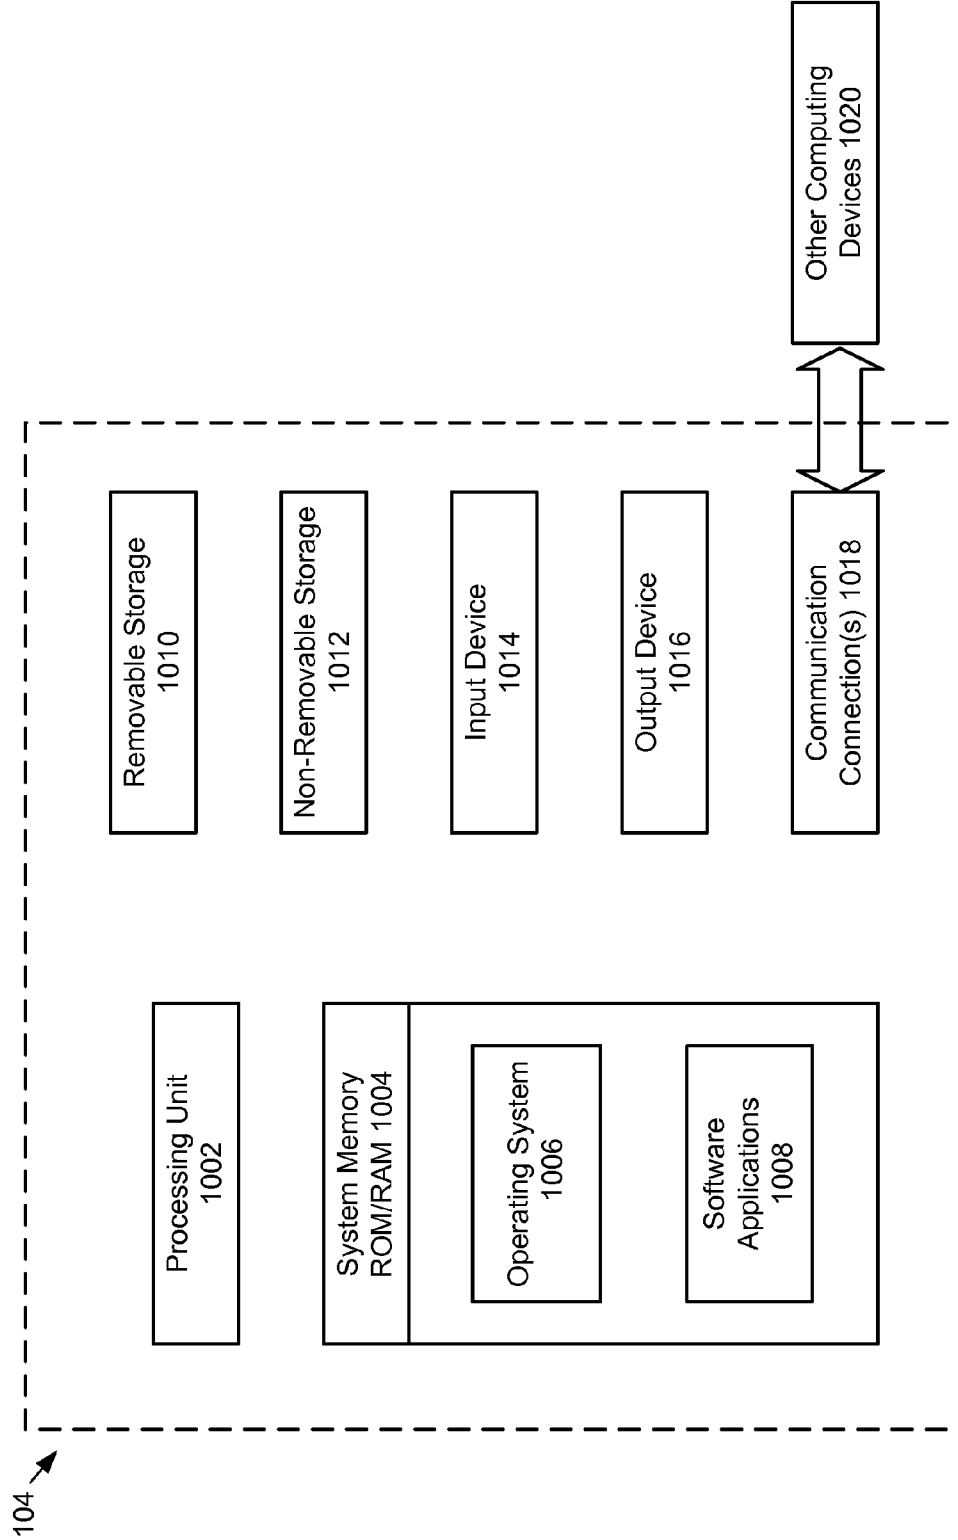 104
Processing Unit
1002
System Memory
ROM/RAM 1004
Operating System
1006
Software
Applications
1008
Removable Storage
1010
Non-Removable Storage
1012
Input Device
1014
Output Device
1016
Communication
Connection(s) 1018
Other Computing
Devices 1020